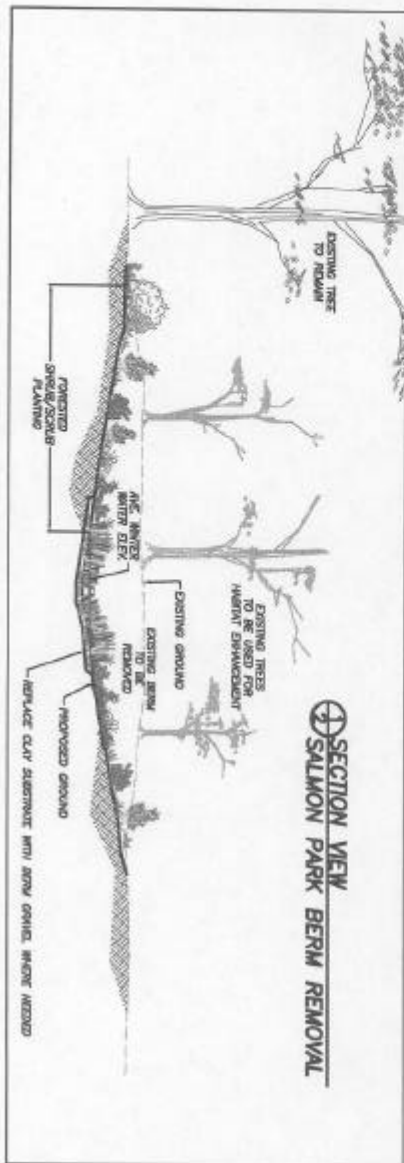 EXISTING TREE
TO REMAIN
EXISTING TREES
TO BE USED FOR
HABITAT ENHANCEMENT
EXISTING GROUND
EXISTING BERM
TO BE
REMOVED
AVG. WINTER
WATER ELEV.
FORESTED
SHRUB/SCRUB
PLANTING
PROPOSED GROUND
REPLACE CLAY SUBSTRATE WITH BERM GRAVEL WHERE NEEDED
1
2
SECTION VIEW
SALMON PARK BERM REMOVAL